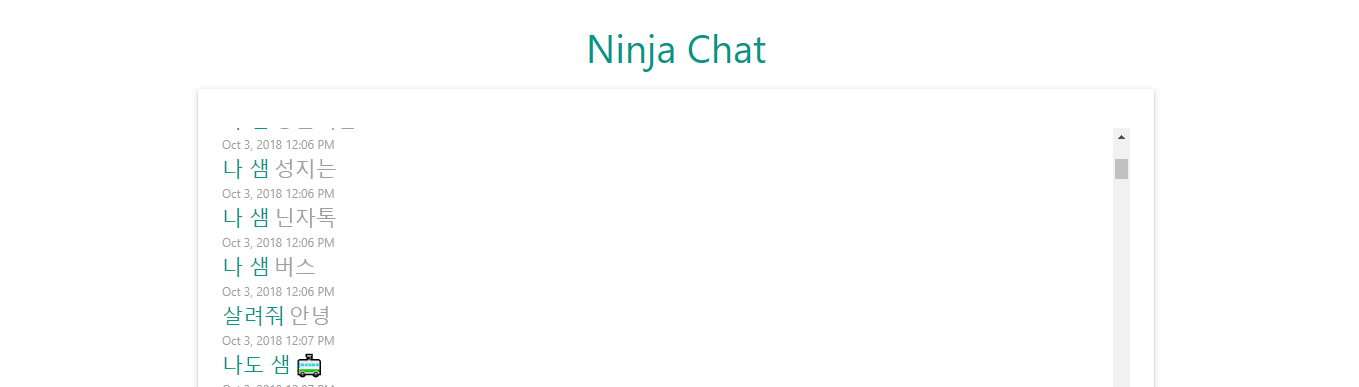 Ninja Chat
Oct 3, 2018 12:06 PM
나 샘 성지는
Oct 3, 2018 12:06 PM
나 샘 닌자톡
Oct 3, 2018 12:06 PM
나 샘 버스
Oct 3, 2018 12:06 PM
살려줘 안녕
Oct 3, 2018 12:07 PM
나도 샘